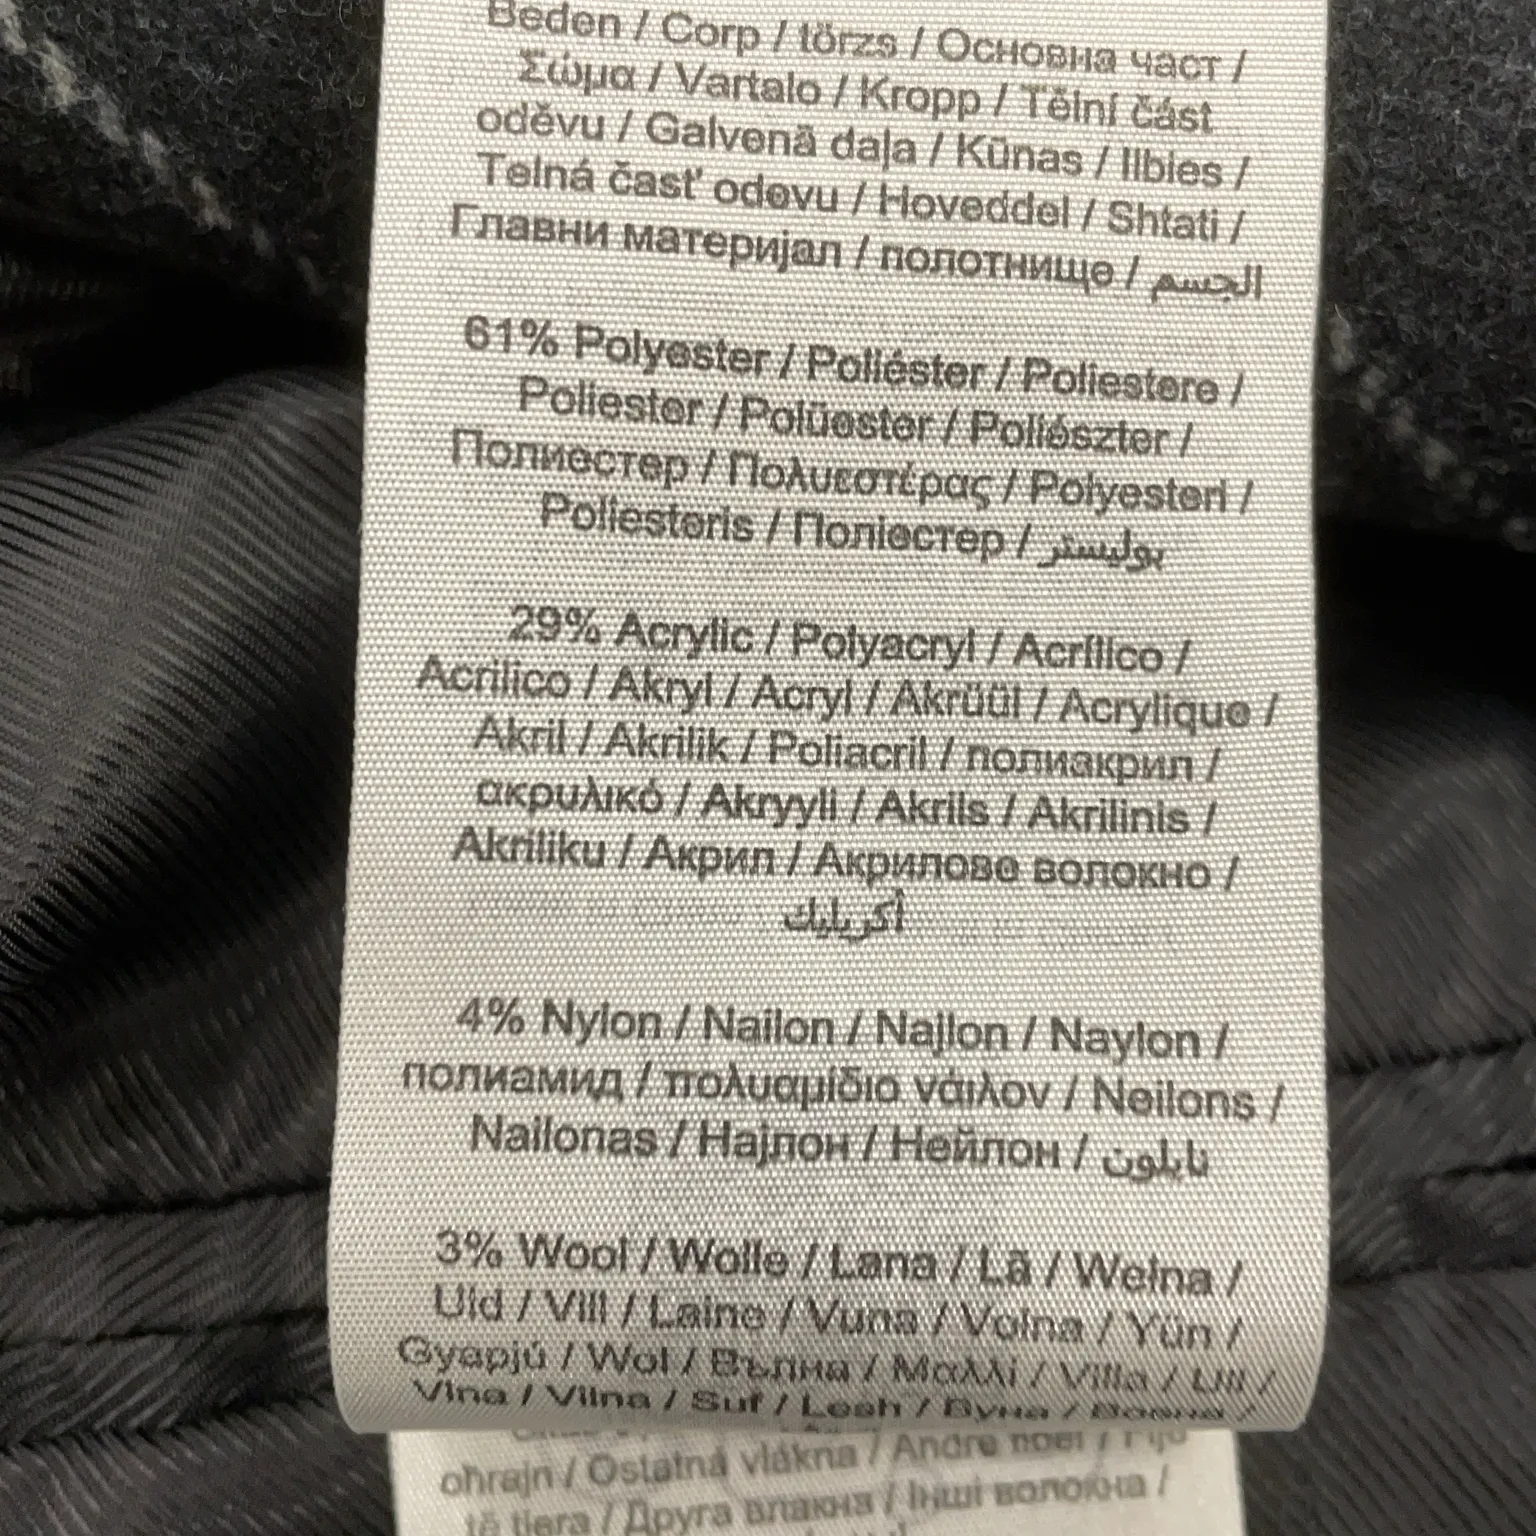 Beden / Corp / törzs / Основна част /
Σώμα / Vartalo / Kropp / Tělní část
oděvu / Galvenā daļa / Kūnas / Ilbies /
Telná časť odevu / Hoveddel / Shtati /
Главни материјал / полотнище / الجسم
61% Polyester / Poliéster / Poliestere /
Poliester / Polüester / Poliészter /
Полиестер / Πολυεστέρας / Polyesteri /
Poliesteris / Поліестер / بوليستر
29% Acrylic / Polyacryl / Acrílico /
Acrilico / Akryl / Acryl / Akrüül / Acrylique /
Akril / Akrilik / Poliacril / полиакрил /
ακρυλικό / Akryyli / Akrils / Akrilinis /
Akriliku / Акрил / Акрилове волокно /
أكريليك
4% Nylon / Nailon / Najlon / Naylon /
полиамид / πολυαμίδιο νάιλον / Neilons /
Nailonas / Најлон / Нейлон / نايلون
3% Wool / Wolle / Lana / Lã / Wełna /
Uld / Vill / Laine / Vuna / Volna / Yün /
Gyapjú / Wol / Вълна / Μαλλί / Villa / Ull /
Vlna / Vilna / Suf / Lesh / Вуна / Вовна /
ohrajn / Ostatná vlákna / Andre fibel / Fije
të tjera / Друга влакна / Інші волокна /